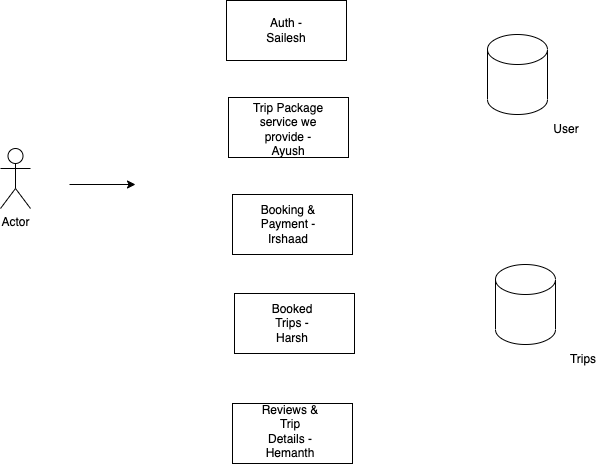 Auth -
Sailesh
User
Trip Package
service we
provide -
Ayush
Actor
Booking &
Payment -
Irshaad
Booked
Trips -
Harsh
Trips
Reviews &
Trip
Details -
Hemanth